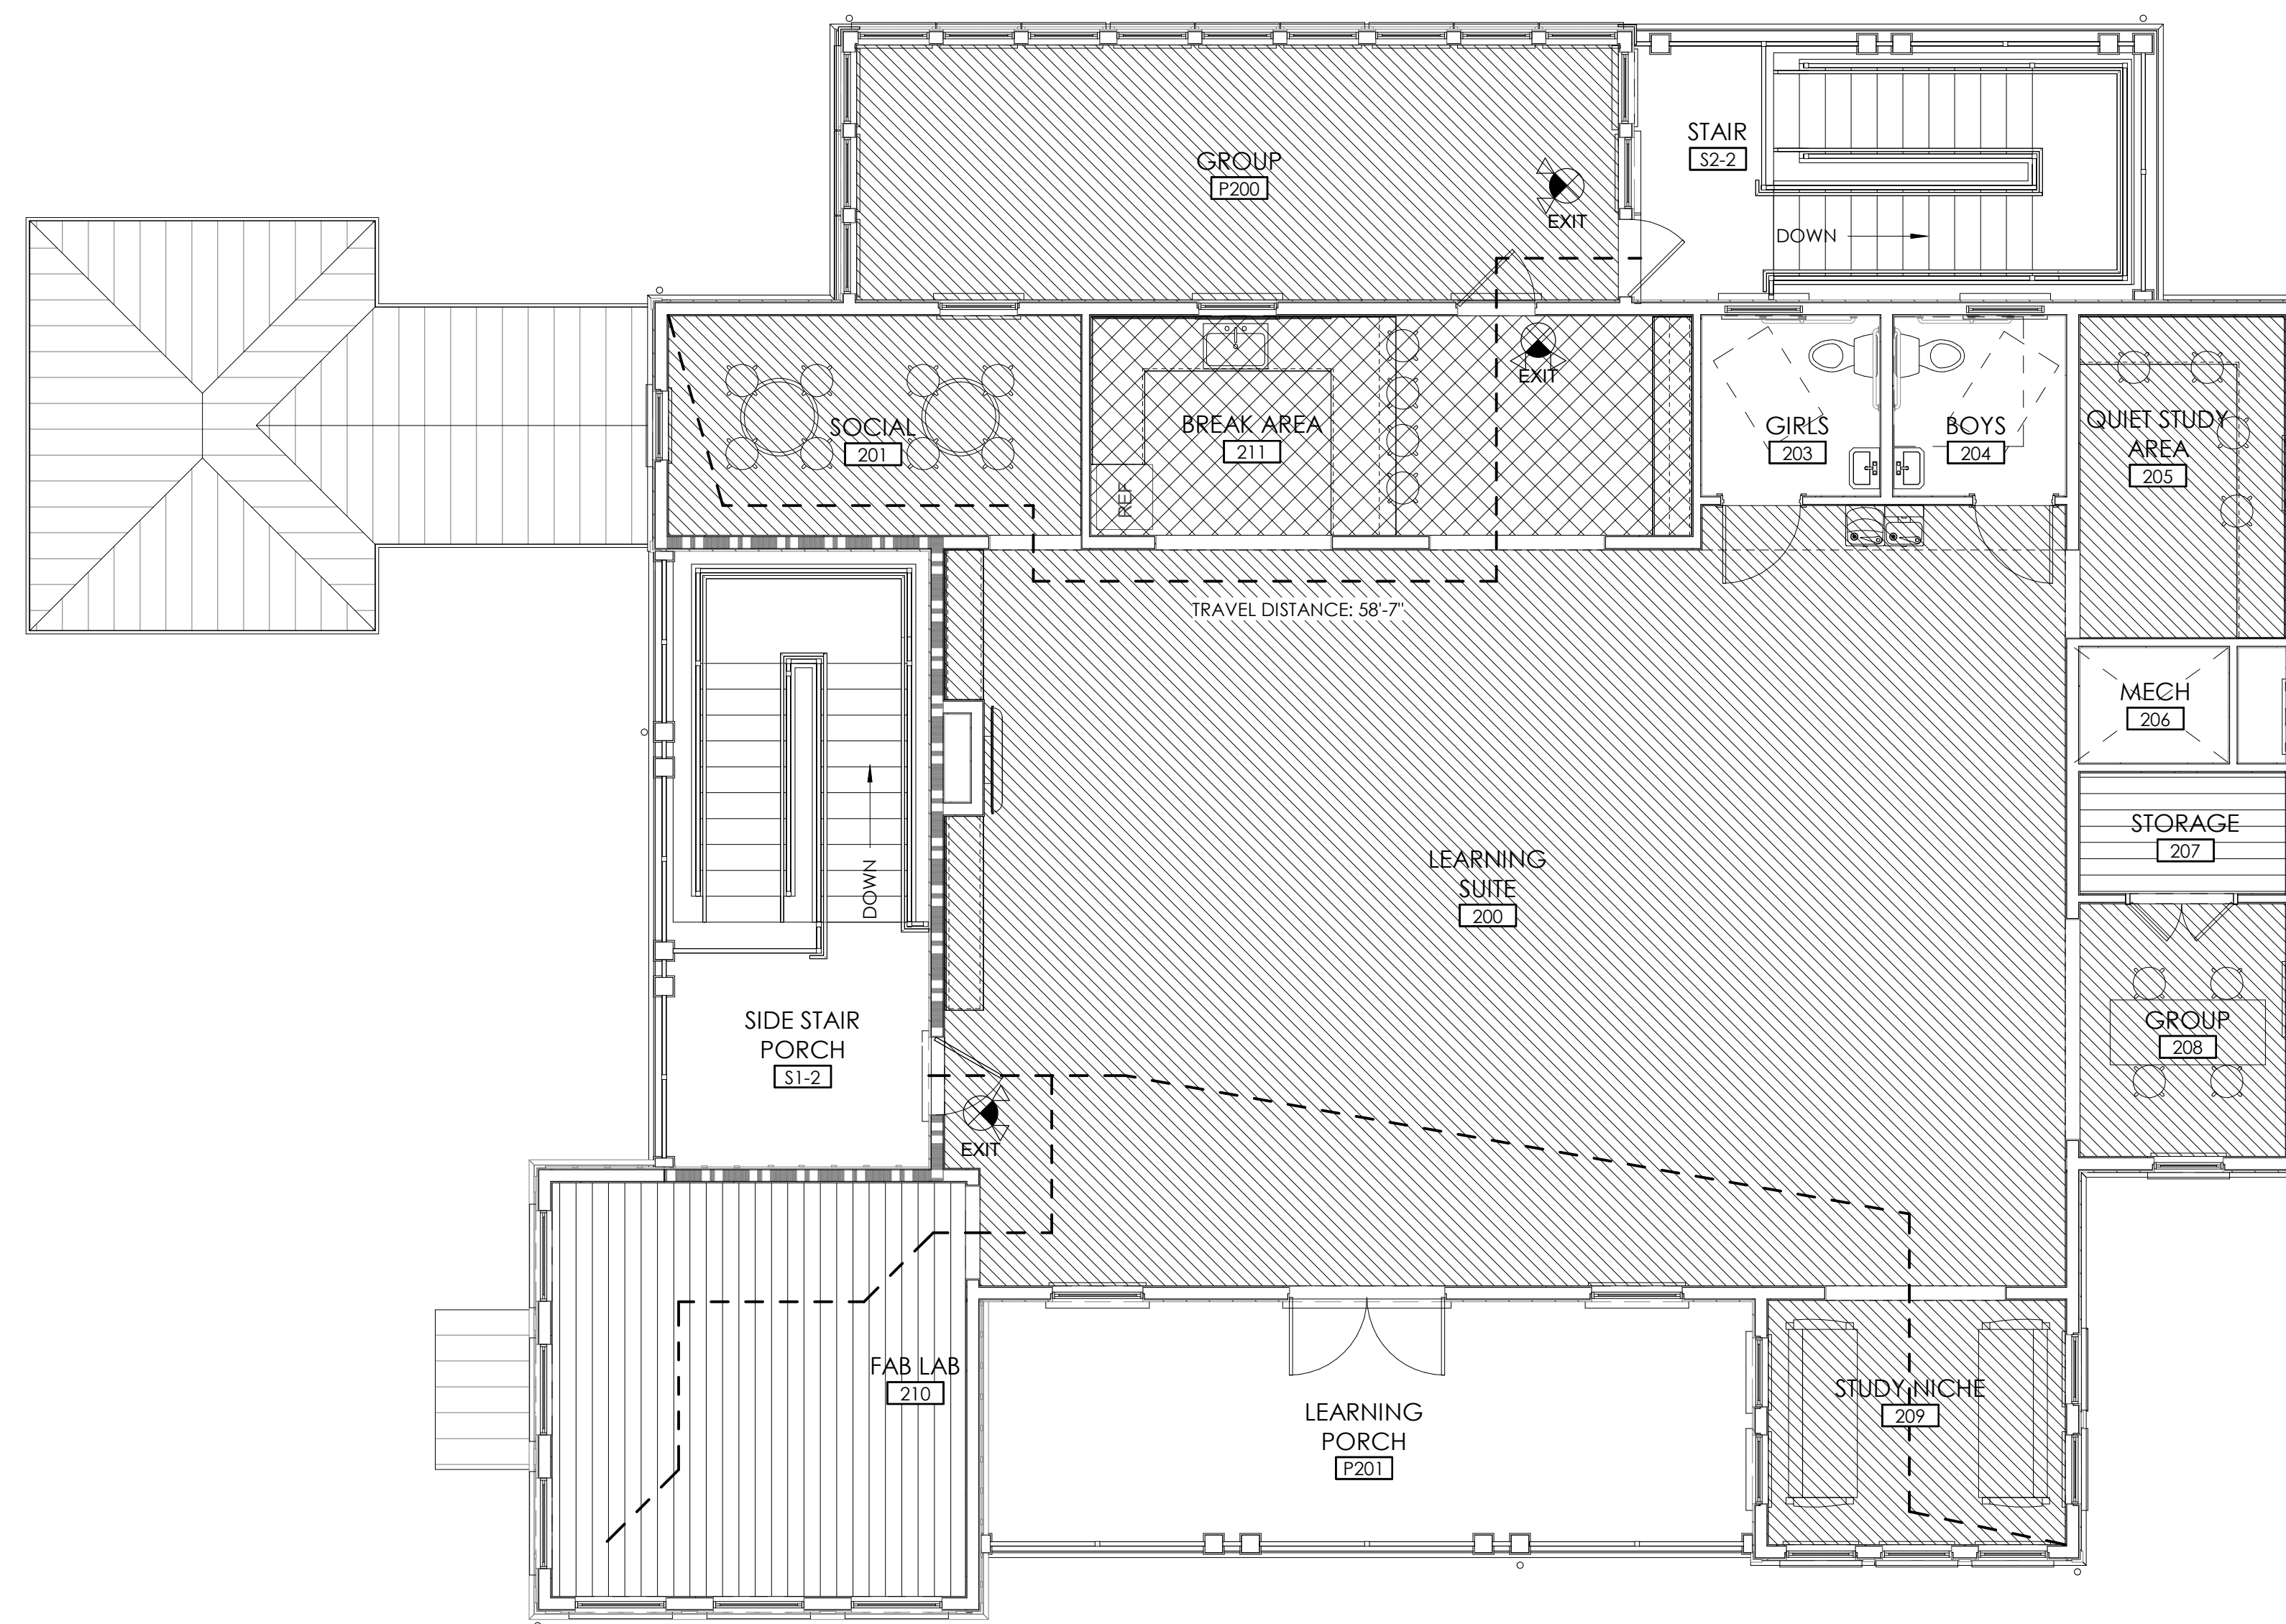 STAIR
S2-2
GROUP
P200
EXIT
DOWN
SOCIAL
201
BREAK AREA
211
REF
EXIT
GIRLS
203
BOYS
204
QUIET STUDY
AREA
205
TRAVEL DISTANCE: 58'-7"
MECH
206
STORAGE
207
DOWN
LEARNING
SUITE
200
SIDE STAIR
PORCH
S1-2
EXIT
GROUP
208
FAB LAB
210
LEARNING
PORCH
P201
STUDY NICHE
209